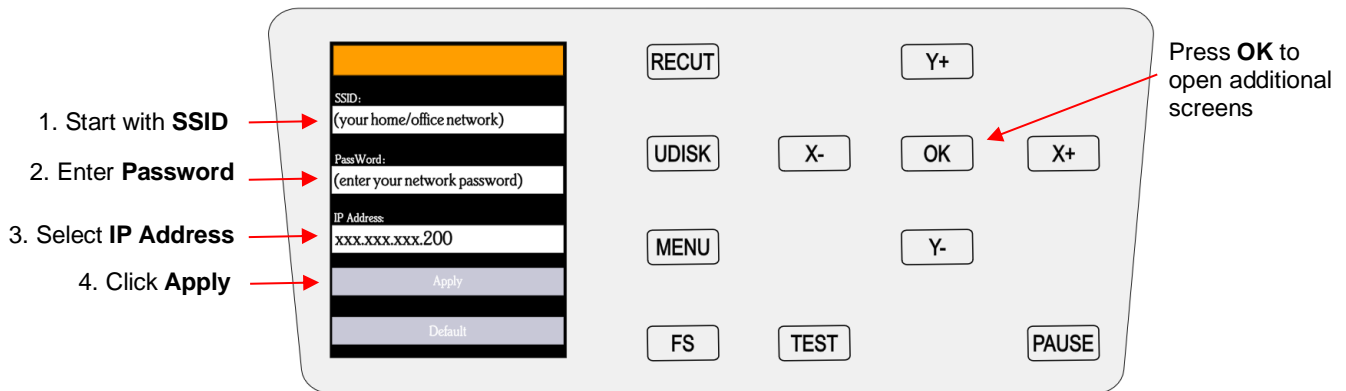 1. Start with SSID
2. Enter Password
3. Select IP Address
4. Click Apply
SSID:
(your home/office network)
PassWord:
(enter your network password)
IP Address:
xxx.xxx.xxx.200
Apply
Default
RECUT
Y+
UDISK
X-
OK
X+
MENU
Y-
FS
TEST
PAUSE
Press OK to
open additional
screens